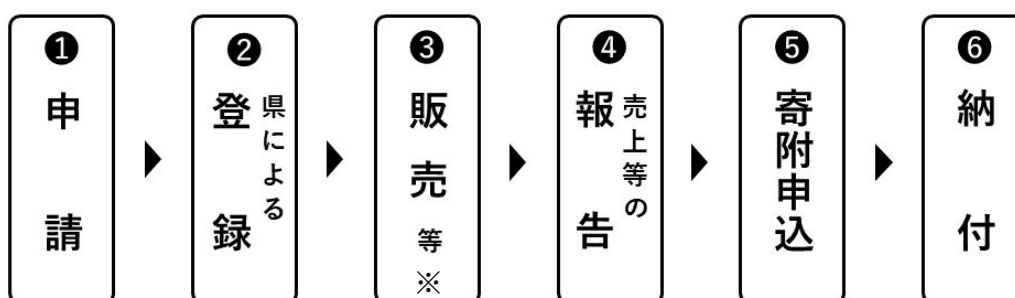 ❶
申請
❷
県による
登録
❸
販売等
※
❹
売上等の
報告
❺
寄附申込
❻
納付